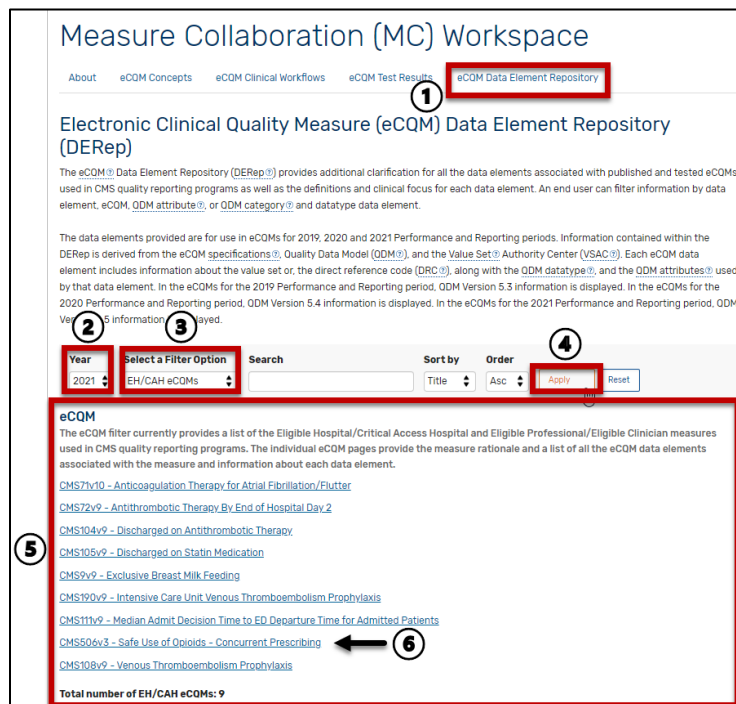 Measure Collaboration (MC) Workspace
About eCQM Concepts eCQM Clinical Workflows eCQM Test Results eCQM Data Element Repository
1
Electronic Clinical Quality Measure (eCQM) Data Element Repository
(DERep)
The eCQM Data Element Repository (DERep) provides additional clarification for all the data elements associated with published and tested eCQMs
used in CMS quality reporting programs as well as the definitions and clinical focus for each data element. An end user can filter information by data
element, eCQM, QDM attribute, or QDM category and datatype data element.
The data elements provided are for use in eCQMs for 2019, 2020 and 2021 Performance and Reporting periods. Information contained within the
DERep is derived from the eCQM specifications, Quality Data Model (QDM), and the Value Set Authority Center (VSAC). Each eCQM data
element includes information about the value set or, the direct reference code (DRC), along with the QDM datatype, and the QDM attributes used
by that data element. In the eCQMs for the 2019 Performance and Reporting period, QDM Version 5.3 information is displayed. In the eCQMs for the
2020 Performance and Reporting period, QDM Version 5.4 information is displayed. In the eCQMs for the 2021 Performance and Reporting period, QDM
5 information layed.
2 3 4
Year Select a Filter Option Search Sort by Order
2021 EH/CAH eCQMs Title Asc Apply Reset
eCQM
The eCQM filter currently provides a list of the Eligible Hospital/Critical Access Hospital and Eligible Professional/Eligible Clinician measures
used in CMS quality reporting programs. The individual eCQM pages provide the measure rationale and a list of all the eCQM data elements
associated with the measure and information about each data element.
CMS71v10 - Anticoagulation Therapy for Atrial Fibrillation/Flutter
CMS72v9 - Antithrombotic Therapy By End of Hospital Day 2
CMS104v9 - Discharged on Antithrombotic Therapy
5
CMS105v9 - Discharged on Statin Medication
CMS9v9 - Exclusive Breast Milk Feeding
CMS190v9 - Intensive Care Unit Venous Thromboembolism Prophylaxis
CMS111v9 - Median Admit Decision Time to ED Departure Time for Admitted Patients
CMS506v3 - Safe Use of Opioids - Concurrent Prescribing 6
CMS108v9 - Venous Thromboembolism Prophylaxis
Total number of EH/CAH eCQMs: 9